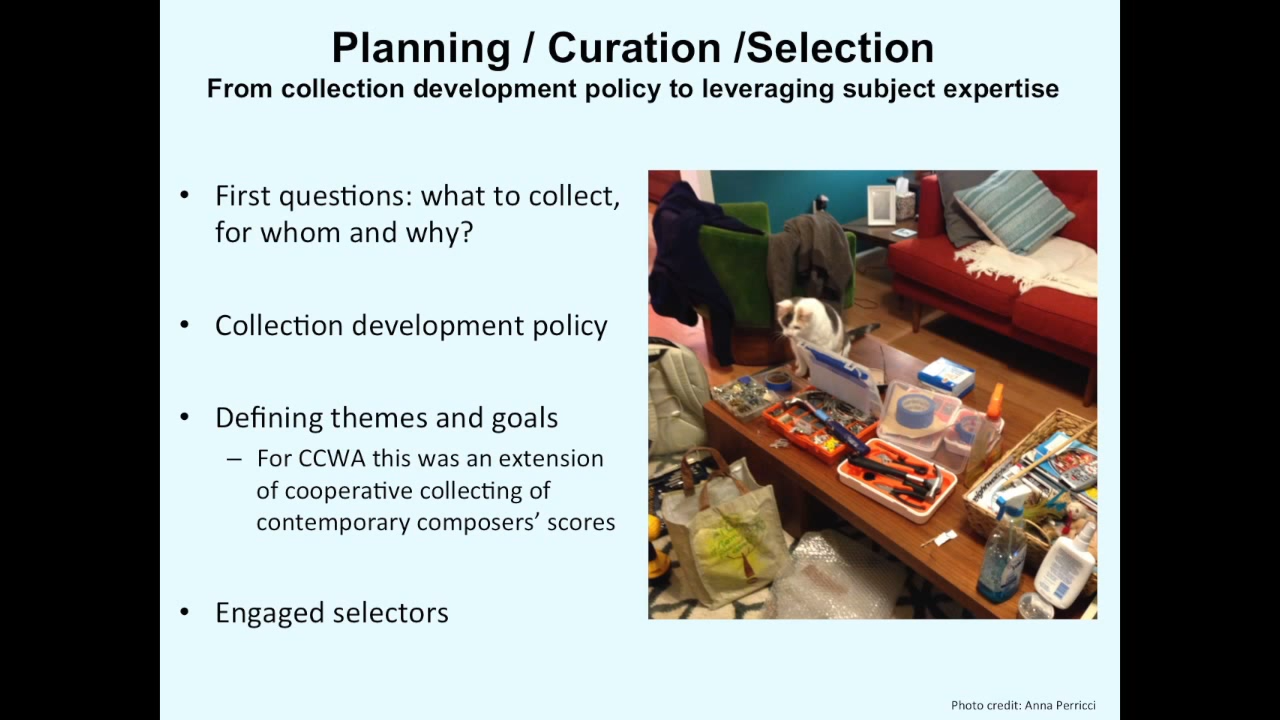 Planning / Curation /Selection
From collection development policy to leveraging subject expertise
• First questions: what to collect,
for whom and why?
• Collection development policy
• Defining themes and goals
– For CCWA this was an extension
of cooperative collecting of
contemporary composers’ scores
• Engaged selectors
Photo credit: Anna Perricci